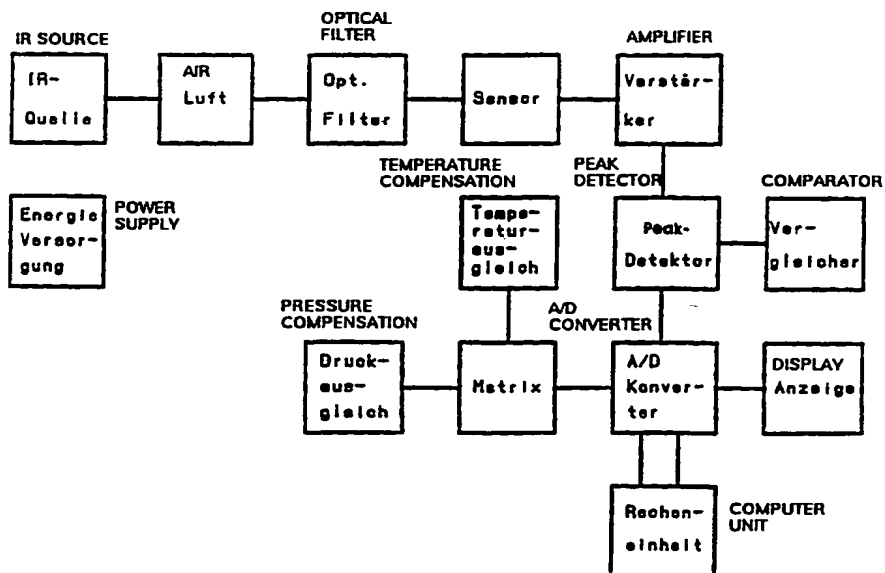 IR SOURCE
OPTICAL
FILTER
AMPLIFIER
IR-
Quelle
AIR
Luft
Opt.
Filter
Sensor
Verstär-
ker
TEMPERATURE
COMPENSATION
PEAK
DETECTOR
COMPARATOR
Energie
Versor-
gung
POWER
SUPPLY
Tempe-
ratur-
aus-
gleich
Peak-
Detektor
Ver-
gleicher
PRESSURE
COMPENSATION
A/D
CONVERTER
Druck-
aus-
gleich
Matrix
A/D
Konver-
ter
DISPLAY
Anzeige
Rechen-
einheit
COMPUTER
UNIT